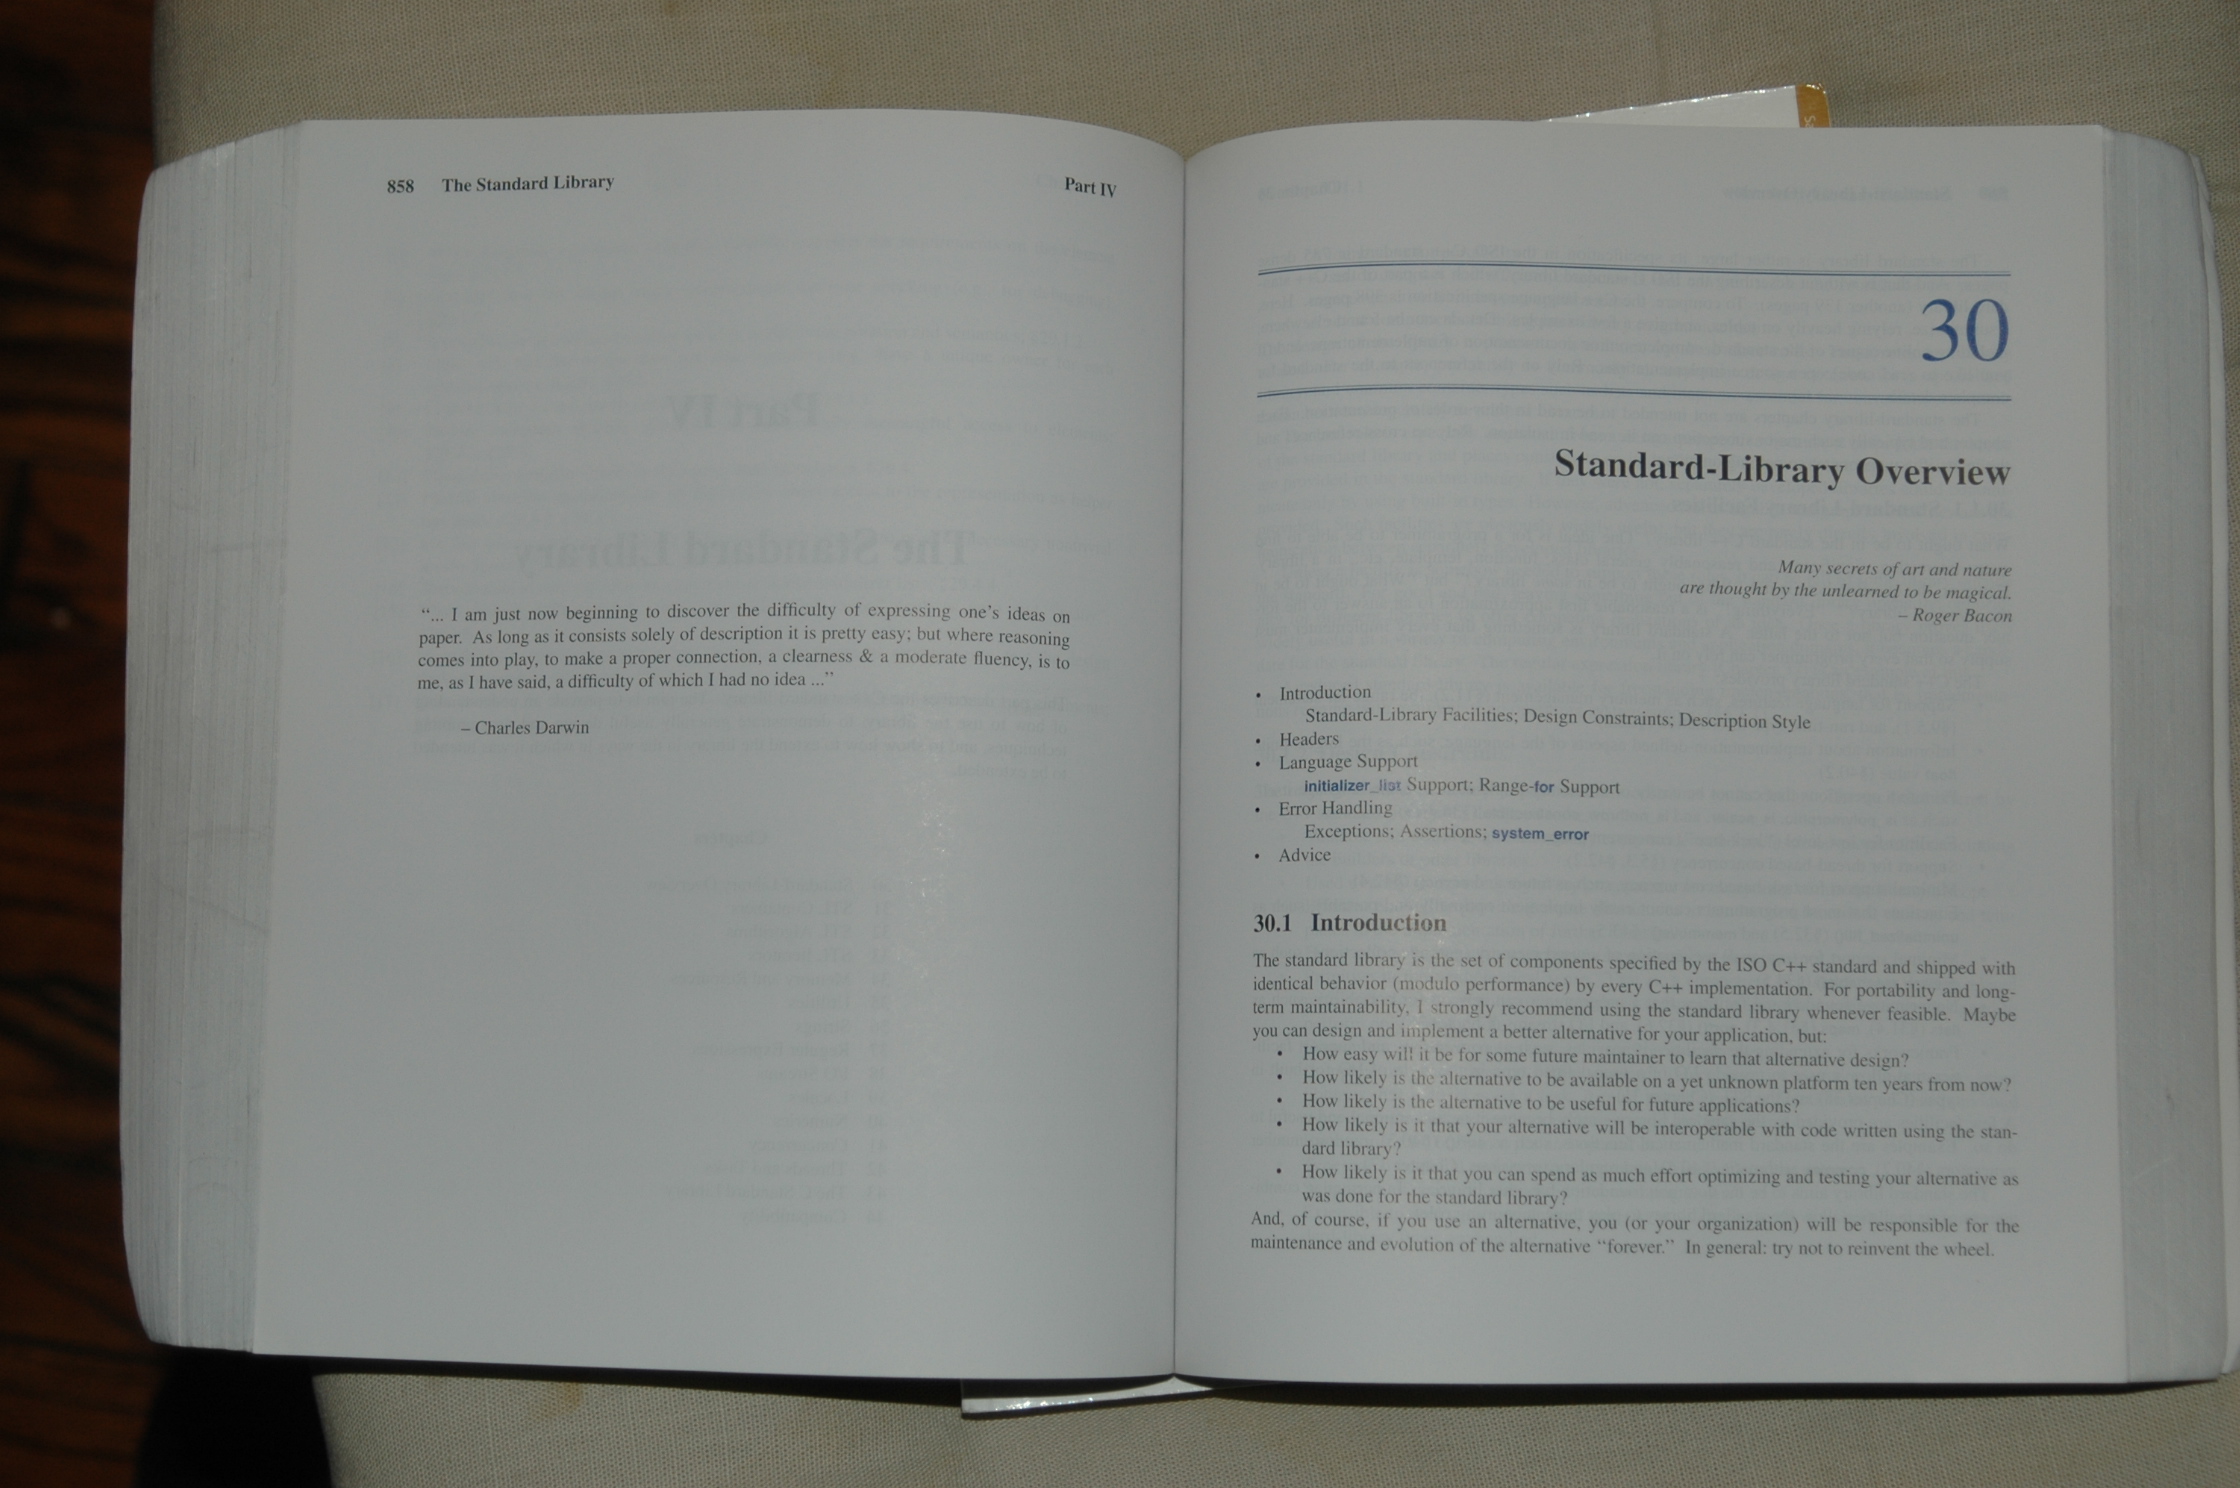 858 The Standard Library Part IV
“... I am just now beginning to discover the difficulty of expressing one’s ideas on
paper. As long as it consists solely of description it is pretty easy; but where reasoning
comes into play, to make a proper connection, a clearness & a moderate fluency, is to
me, as I have said, a difficulty of which I had no idea ...”
– Charles Darwin
30
Standard-Library Overview
Many secrets of art and nature
are thought by the unlearned to be magical.
– Roger Bacon
• Introduction
Standard-Library Facilities; Design Constraints; Description Style
• Headers
• Language Support
initializer_list Support; Range-for Support
• Error Handling
Exceptions; Assertions; system_error
• Advice
30.1 Introduction
The standard library is the set of components specified by the ISO C++ standard and shipped with
identical behavior (modulo performance) by every C++ implementation. For portability and long-
term maintainability, I strongly recommend using the standard library whenever feasible. Maybe
you can design and implement a better alternative for your application, but:
• How easy will it be for some future maintainer to learn that alternative design?
• How likely is the alternative to be available on a yet unknown platform ten years from now?
• How likely is the alternative to be useful for future applications?
• How likely is it that your alternative will be interoperable with code written using the stan-
dard library?
• How likely is it that you can spend as much effort optimizing and testing your alternative as
was done for the standard library?
And, of course, if you use an alternative, you (or your organization) will be responsible for the
maintenance and evolution of the alternative “forever.” In general: try not to reinvent the wheel.